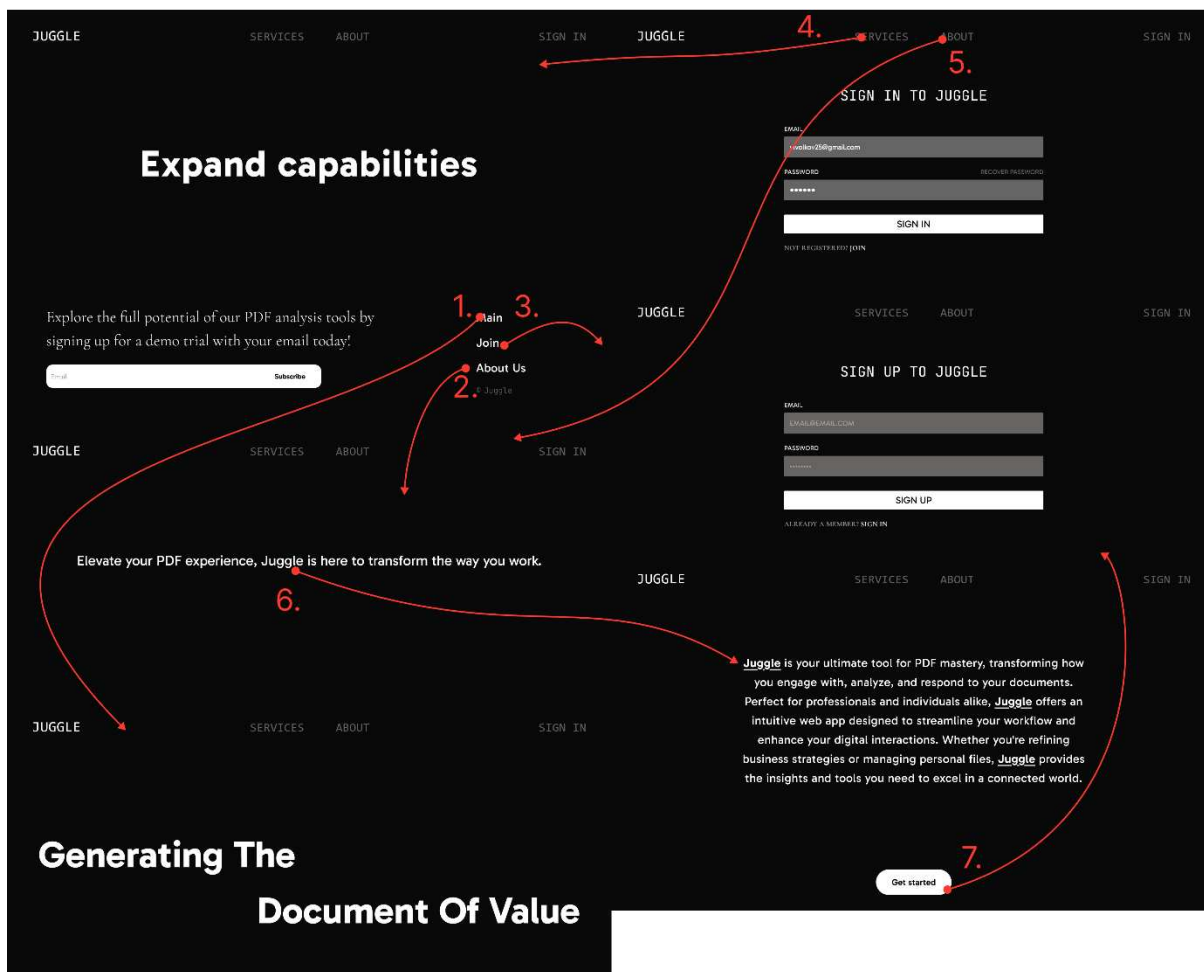 JUGGLE SERVICES ABOUT SIGN IN
Expand capabilities
Explore the full potential of our PDF analysis tools by
signing up for a demo trial with your email today!
Email Subscribe
1. Main 3.
Join
About Us
2. © Juggle
JUGGLE SERVICES ABOUT SIGN IN
Elevate your PDF experience, Juggle is here to transform the way you work.
6.
JUGGLE SERVICES ABOUT SIGN IN
Generating The
Document Of Value
JUGGLE 4. SERVICES ABOUT SIGN IN
5.
SIGN IN TO JUGGLE
EMAIL
PASSWORD RECOVER PASSWORD
••••••
SIGN IN
NOT REGISTERED? JOIN
JUGGLE SERVICES ABOUT SIGN IN
SIGN UP TO JUGGLE
EMAIL
EMAIL@EMAIL.COM
PASSWORD
SIGN UP
ALREADY A MEMBER? SIGN IN
JUGGLE SERVICES ABOUT SIGN IN
Juggle is your ultimate tool for PDF mastery, transforming how
you engage with, analyze, and respond to your documents.
Perfect for professionals and individuals alike, Juggle offers an
intuitive web app designed to streamline your workflow and
enhance your digital interactions. Whether you're refining
business strategies or managing personal files, Juggle provides
the insights and tools you need to excel in a connected world.
7.
Get started